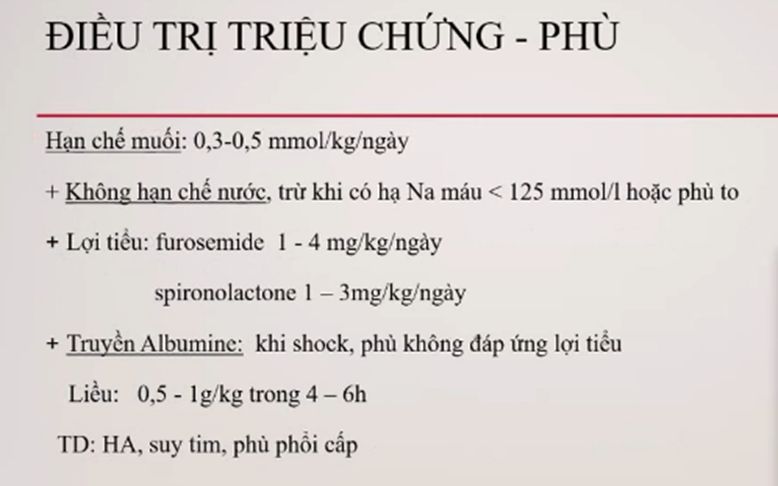 ĐIỀU TRỊ TRIỆU CHỨNG - PHÙ
Hạn chế muối: 0,3-0,5 mmol/kg/ngày
+ Không hạn chế nước, trừ khi có hạ Na máu < 125 mmol/l hoặc phù to
+ Lợi tiểu: furosemide 1 - 4 mg/kg/ngày
spironolactone 1 – 3mg/kg/ngày
+ Truyền Albumine: khi shock, phù không đáp ứng lợi tiểu
Liều: 0,5 - 1g/kg trong 4 – 6h
TD: HA, suy tim, phù phổi cấp